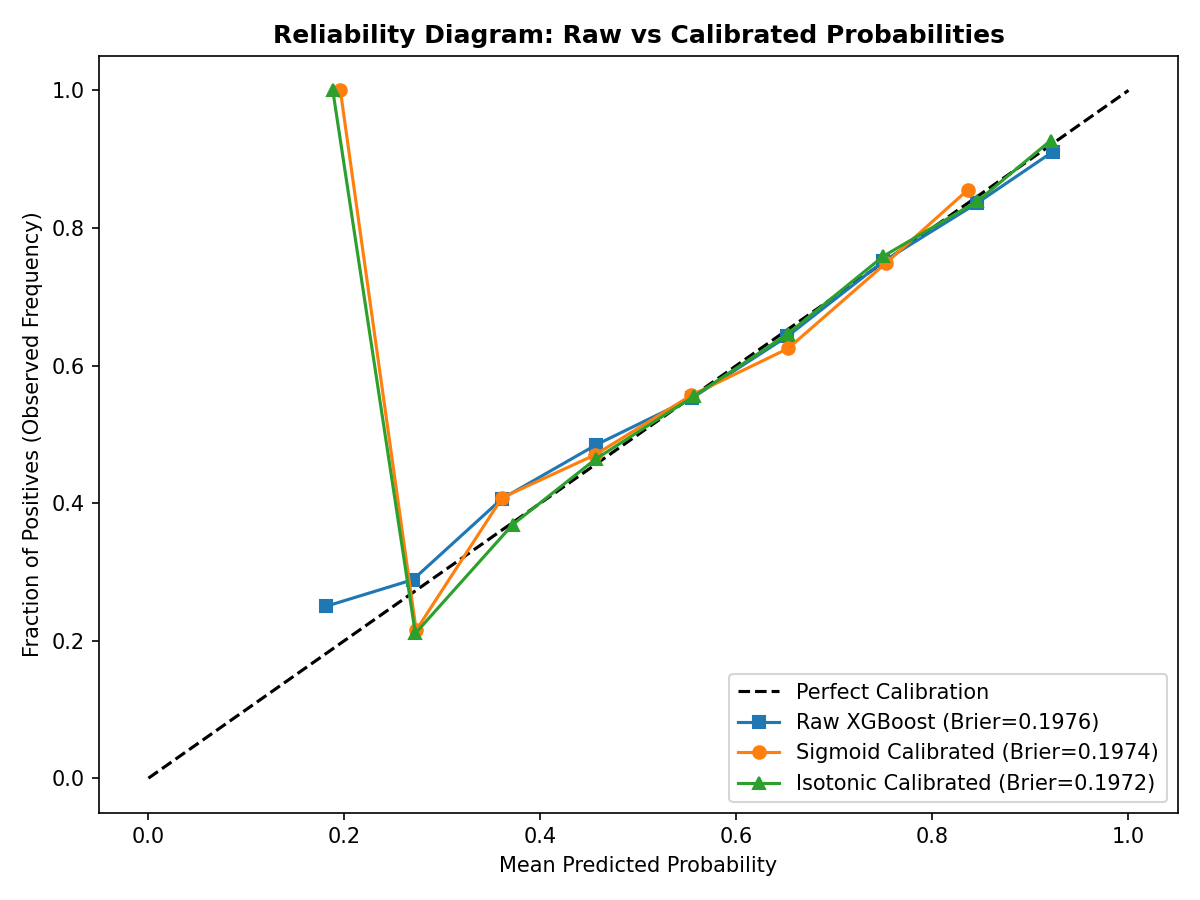 Reliability Diagram: Raw vs Calibrated Probabilities
Fraction of Positives (Observed Frequency)
1.0
0.8
0.6
0.4
0.2
0.0
Perfect Calibration
Raw XGBoost (Brier=0.1976)
Sigmoid Calibrated (Brier=0.1974)
Isotonic Calibrated (Brier=0.1972)
0.0 0.2 0.4 0.6 0.8 1.0
Mean Predicted Probability